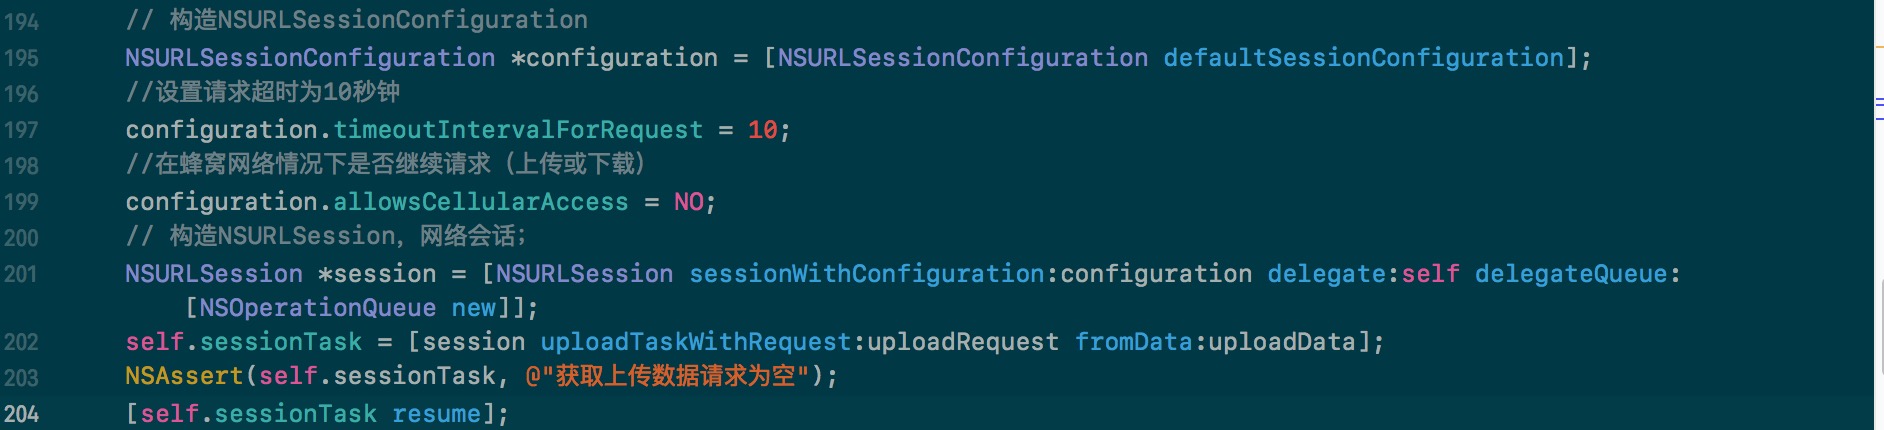 194 // 构造NSURLSessionConfiguration
195 NSURLSessionConfiguration *configuration = [NSURLSessionConfiguration defaultSessionConfiguration];
196 //设置请求超时为10秒钟
197 configuration.timeoutIntervalForRequest = 10;
198 //在蜂窝网络情况下是否继续请求（上传或下载）
199 configuration.allowsCellularAccess = NO;
200 // 构造NSURLSession，网络会话；
201 NSURLSession *session = [NSURLSession sessionWithConfiguration:configuration delegate:self delegateQueue:
[NSOperationQueue new]];
202 self.sessionTask = [session uploadTaskWithRequest:uploadRequest fromData:uploadData];
203 NSAssert(self.sessionTask, @"获取上传数据请求为空");
204 [self.sessionTask resume];